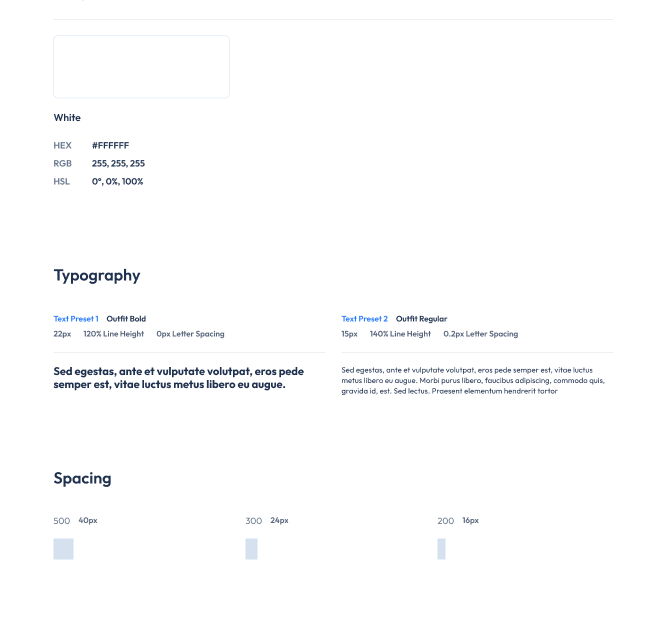 White
HEX #FFFFFF
RGB 255, 255, 255
HSL 0°, 0%, 100%
Typography
Text Preset 1 Outfit Bold
22px 120% Line Height 0px Letter Spacing
Sed egestas, ante et vulputate volutpat, eros pede
semper est, vitae luctus metus libero eu augue.
Text Preset 2 Outfit Regular
15px 140% Line Height 0.2px Letter Spacing
Sed egestas, ante et vulputate volutpat, eros pede semper est, vitae luctus
metus libero eu augue. Morbi purus libero, faucibus adipiscing, commodo quis,
gravida id, est. Sed lectus. Praesent elementum hendrerit tortor
Spacing
500 40px
300 24px
200 16px